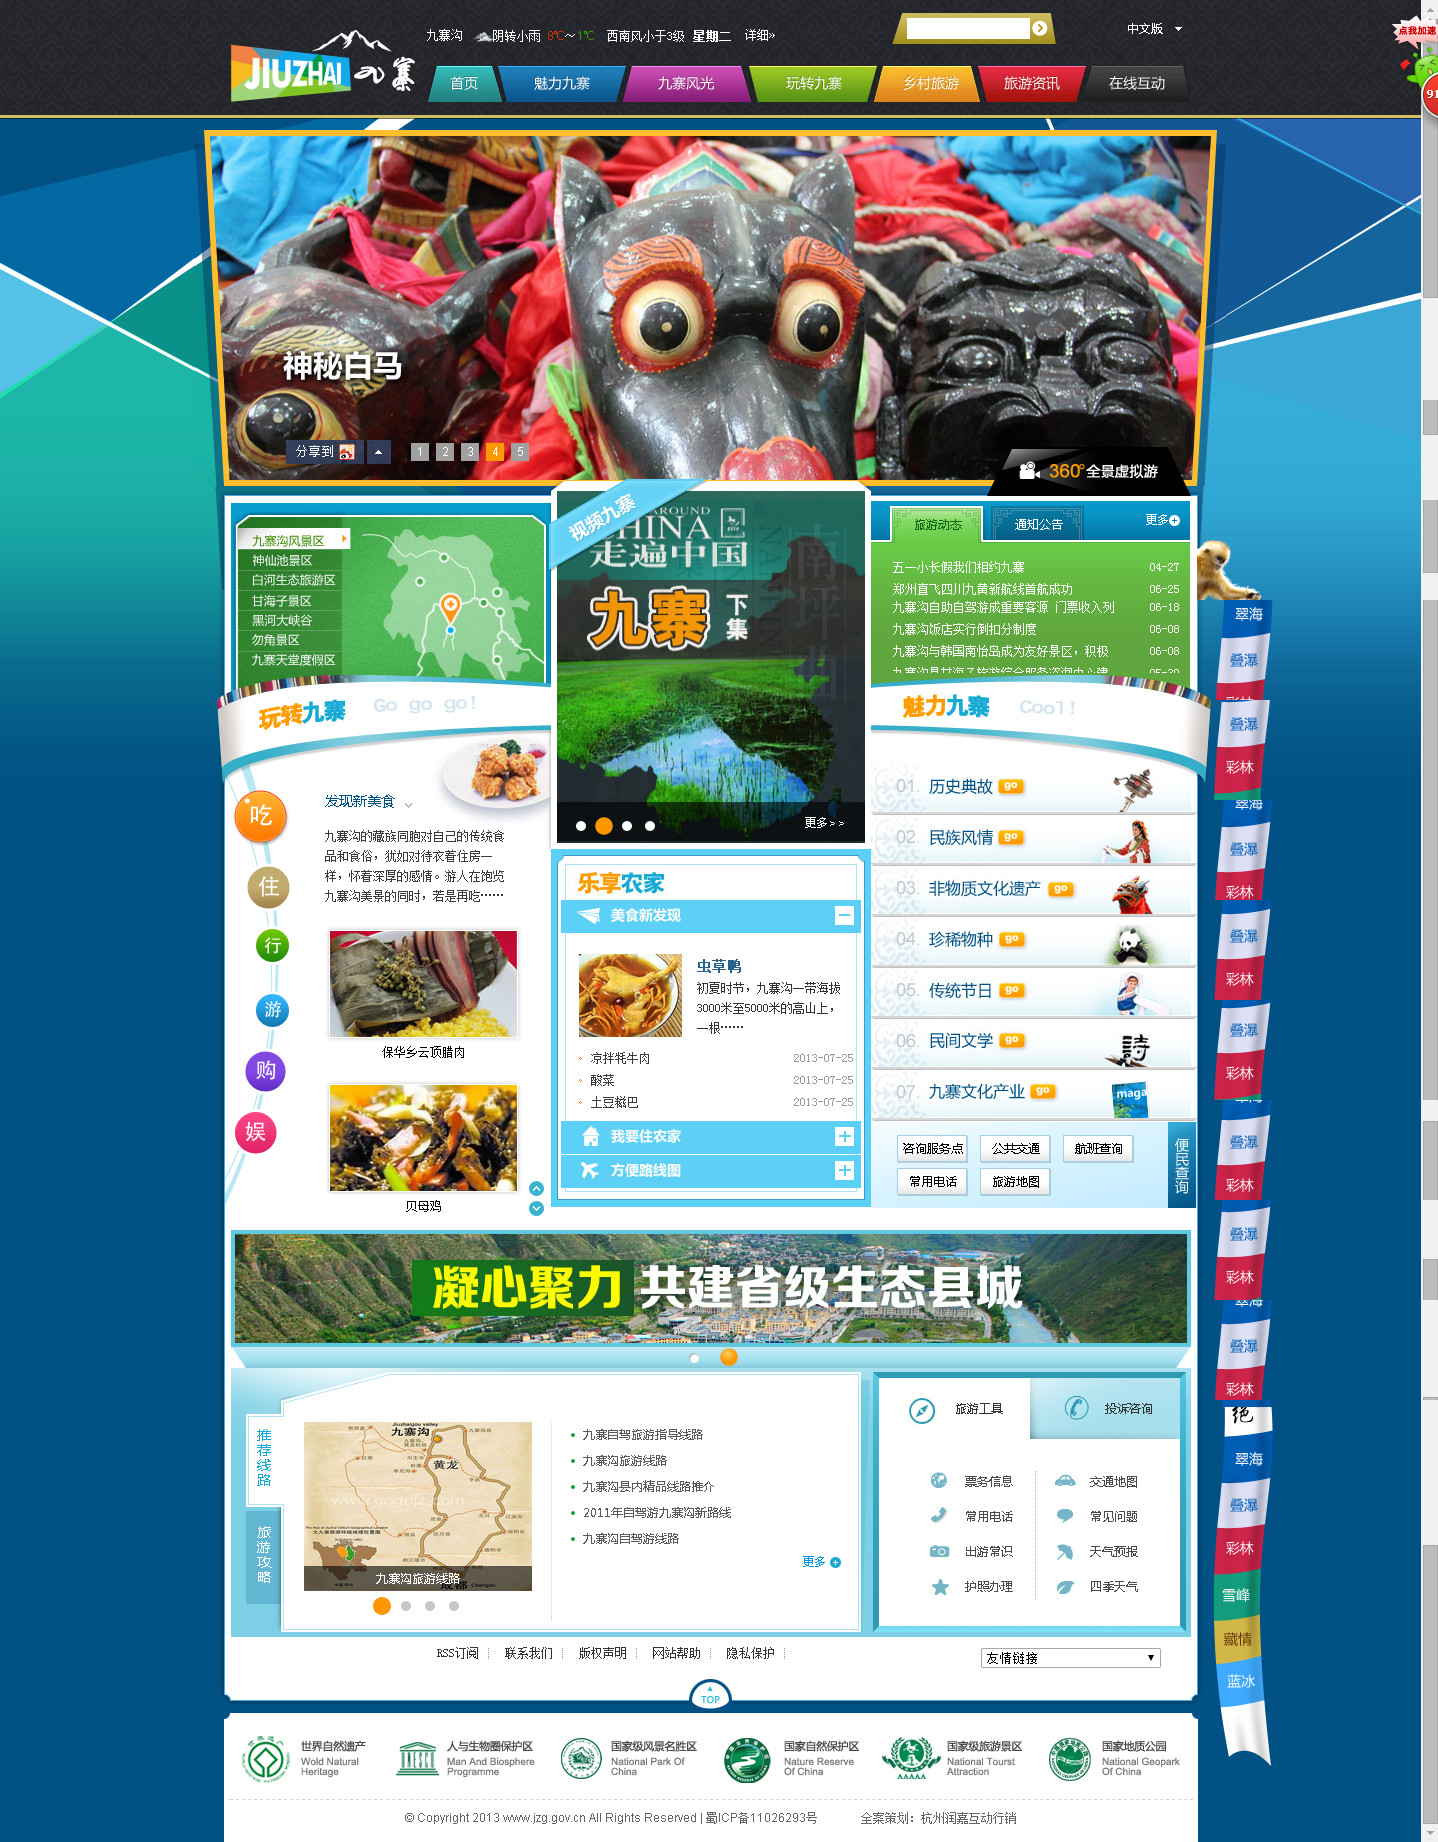 九寨沟 阴转小雨 8℃～1℃ 西南风小于3级 星期二 详细»
中文版
点我加速
JIUZHAI 九寨
首页 魅力九寨 九寨风光 玩转九寨 乡村旅游 旅游资讯 在线互动
91
神秘白马
分享到
1 2 3 4 5
360°全景虚拟游
九寨沟风景区
神仙池景区
白河生态旅游区
甘海子景区
黑河大峡谷
勿角景区
九寨天堂度假区
视频九寨
AROUND
CHINA
走遍中国
九寨 下集
更多>>
旅游动态 通知公告 更多
五一小长假我们相约九寨 04-27
郑州直飞四川九黄新航线首航成功 06-25
九寨沟自助自驾游成重要客源 门票收入列 06-18
九寨沟饭店实行倒扣分制度 06-08
九寨沟与韩国南怡岛成为友好景区，积极 06-08
玩转九寨 Go go go!
魅力九寨 Cool!
吃
住
行
游
购
娱
发现新美食
九寨沟的藏族同胞对自己的传统食
品和食俗，犹如对待衣着住房一
样，怀着深厚的感情。游人在饱览
九寨沟美景的同时，若是再吃……
保华乡云顶腊肉
贝母鸡
乐享农家
美食新发现
虫草鸭
初夏时节，九寨沟一带海拔
3000米至5000米的高山上，
一根……
凉拌牦牛肉 2013-07-25
酸菜 2013-07-25
土豆糍巴 2013-07-25
我要住农家
方便路线图
01. 历史典故 go
02. 民族风情 go
03. 非物质文化遗产 go
04. 珍稀物种 go
05. 传统节日 go
06. 民间文学 go
詩
07. 九寨文化产业 go
maga
咨询服务点 公共交通 航班查询
常用电话 旅游地图
便民查询
翠海
叠瀑
彩林
叠瀑
彩林
翠海
叠瀑
彩林
叠瀑
彩林
叠瀑
彩林
叠瀑
彩林
叠瀑
彩林
翠海
叠瀑
彩林
绝
翠海
叠瀑
彩林
雪峰
藏情
蓝冰
凝心聚力 共建省级生态县城
推荐线路
旅游攻略
Jiuzhaigou valley
九寨沟
黄龙
www.gogojz.com
成都
Chengdu
九寨沟旅游线路
九寨自驾旅游指导线路
九寨沟旅游线路
九寨沟县内精品线路推介
2011年自驾游九寨沟新路线
九寨沟自驾游线路
更多
旅游工具 投诉咨询
票务信息 交通地图
常用电话 常见问题
出游常识 天气预报
护照办理 四季天气
RSS订阅 联系我们 版权声明 网站帮助 隐私保护
友情链接
TOP
世界自然遗产
Wold Natural
Heritage
人与生物圈保护区
Man And Biosphere
Programme
国家级风景名胜区
National Park Of
China
国家自然保护区
Nature Reserve
Of China
国家级旅游景区
National Tourst
Attraction
国家地质公园
National Geopark
Of China
© Copyright 2013 www.jzg.gov.cn All Rights Reserved | 蜀ICP备11026293号 全案策划：杭州润嘉互动行销